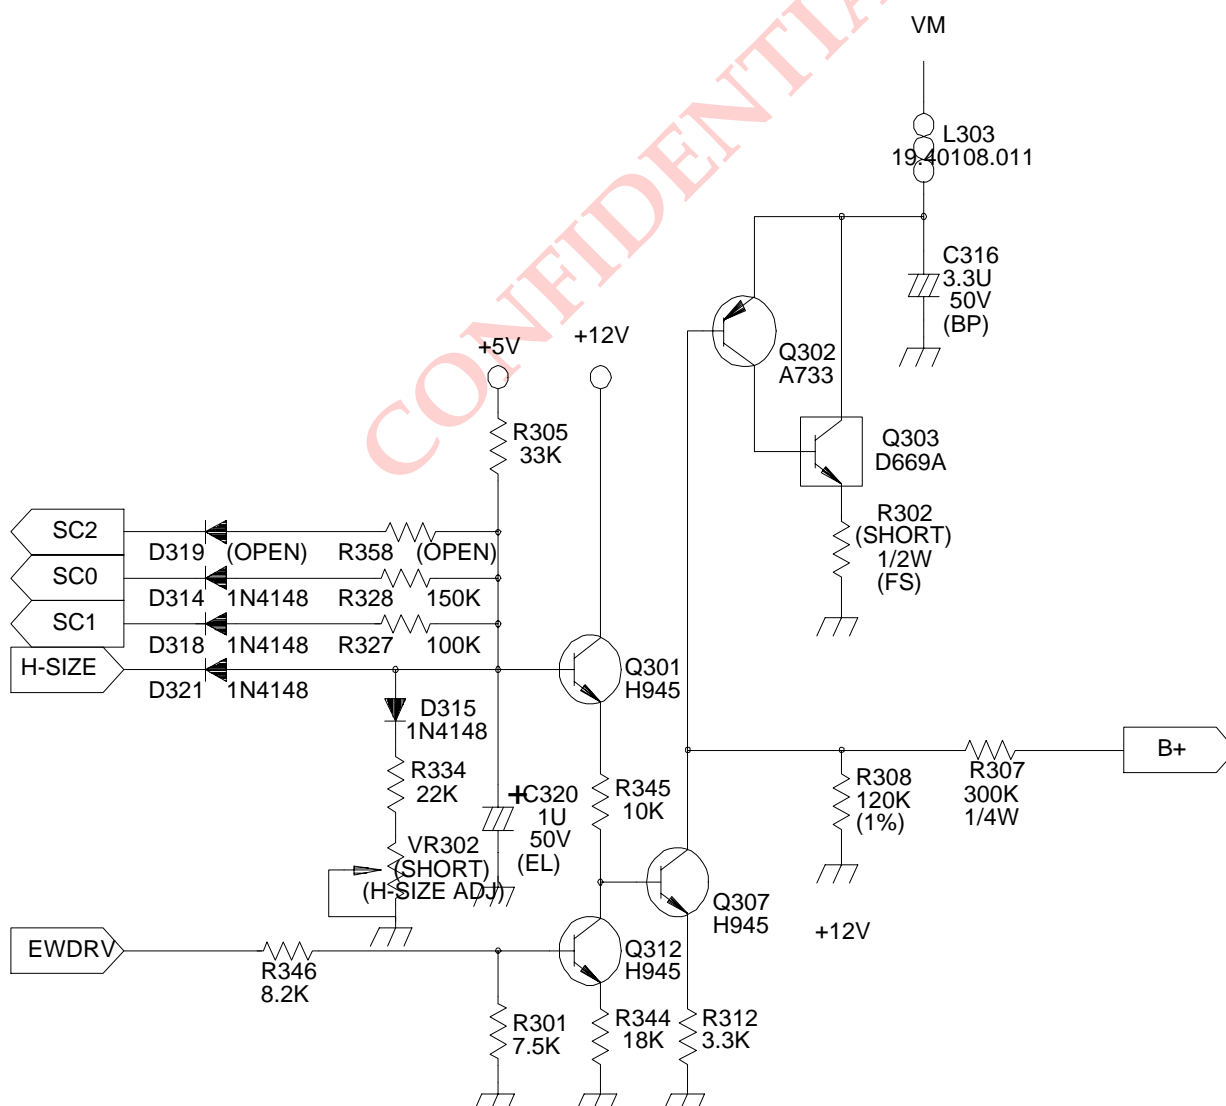 CONFIDENTIA
VM
L303
19.40108.011
C316
3.3U
50V
(BP)
Q302
A733
+5V
+12V
R305
33K
Q303
D669A
R302
(SHORT)
1/2W
(FS)
SC2
D319 (OPEN) R358 (OPEN)
SC0
D314 1N4148 R328 150K
SC1
D318 1N4148 R327 100K
H-SIZE
D321 1N4148
Q301
H945
D315
1N4148
R334
22K
+C320
1U
50V
(EL)
R345
10K
VR302
(SHORT)
(H-SIZE ADJ)
B+
R308
120K
(1%)
R307
300K
1/4W
Q307
H945
+12V
EWDRV
R346
8.2K
Q312
H945
R301
7.5K
R344
18K
R312
3.3K